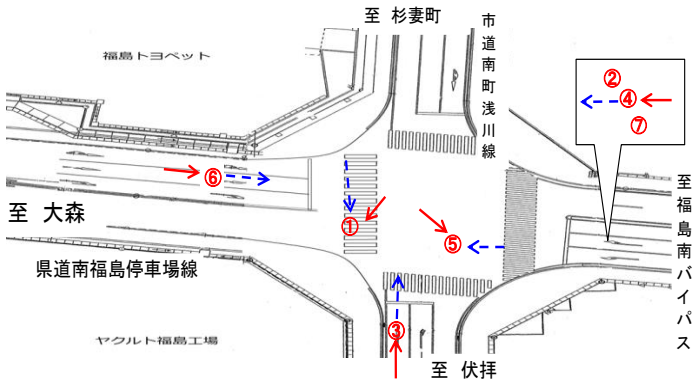 至 杉妻町
市道南町浅川線
福島トヨペット
②
④
⑦
⑥
至 大森
①
⑤
至福島南バイパス
県道南福島停車場線
③
ヤクルト福島工場
至 伏拝